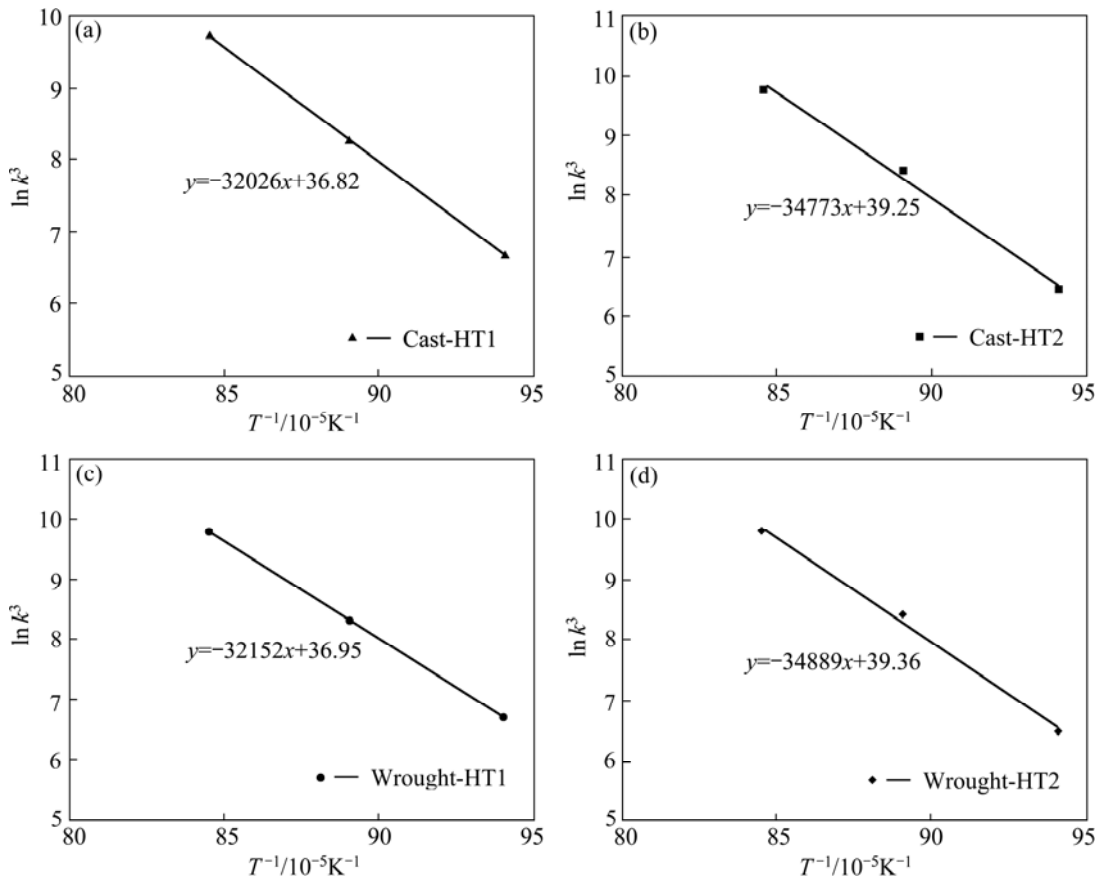 (a)
10
9
8
7
6
5
ln k³
y=−32026x+36.82
Cast-HT1
80
85
90
95
T⁻¹/10⁻⁵K⁻¹
(b)
11
10
9
8
7
6
5
ln k³
y=−34773x+39.25
Cast-HT2
80
85
90
95
T⁻¹/10⁻⁵K⁻¹
(c)
11
10
9
8
7
6
5
ln k³
y=−32152x+36.95
Wrought-HT1
80
85
90
95
T⁻¹/10⁻⁵K⁻¹
(d)
11
10
9
8
7
6
5
ln k³
y=−34889x+39.36
Wrought-HT2
80
85
90
95
T⁻¹/10⁻⁵K⁻¹